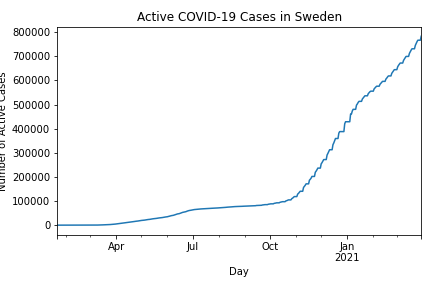 Active COVID-19 Cases in Sweden
800000
700000
600000
500000
400000
300000
200000
100000
0
Number of Active Cases
Apr
Jul
Oct
Jan
2021
Day